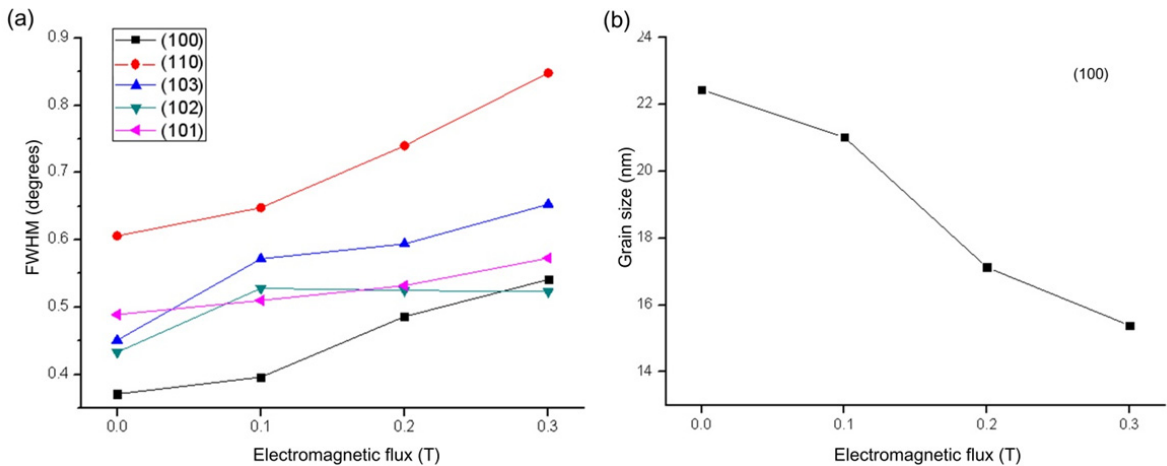 (a)
FWHM (degrees)
0.9
0.8
0.7
0.6
0.5
0.4
(100)
(110)
(103)
(102)
(101)
0.0 0.1 0.2 0.3
Electromagnetic flux (T)
(b)
Grain size (nm)
24
22
20
18
16
14
(100)
0.0 0.1 0.2 0.3
Electromagnetic flux (T)